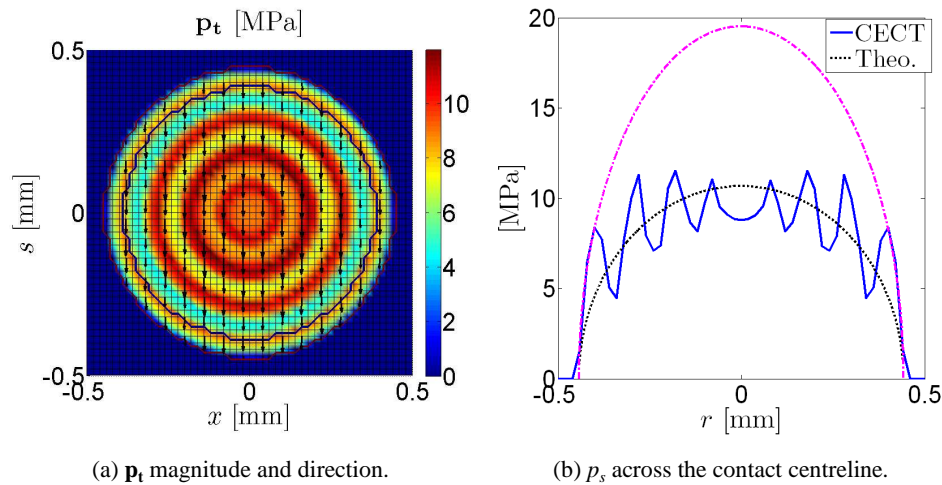 p_t [MPa]
0.5
0
-0.5
-0.5
0
0.5
s [mm]
x [mm]
10
8
6
4
2
0
20
15
10
5
0
-0.5
0
0.5
[MPa]
r [mm]
CECT
Theo.
(a) p_t magnitude and direction.
(b) p_s across the contact centreline.